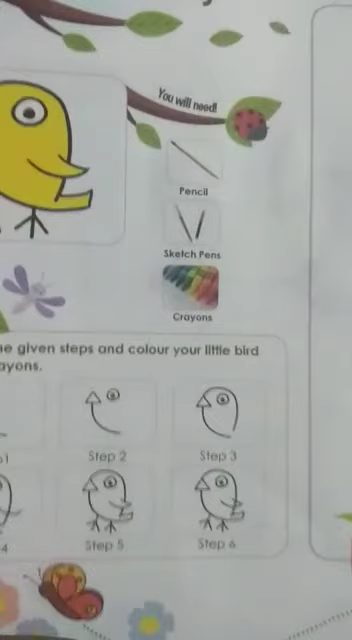 You will need!
Pencil
Sketch Pens
Crayons
given steps and colour your little bird
Step 2
Step 3
Step 5
Step 6